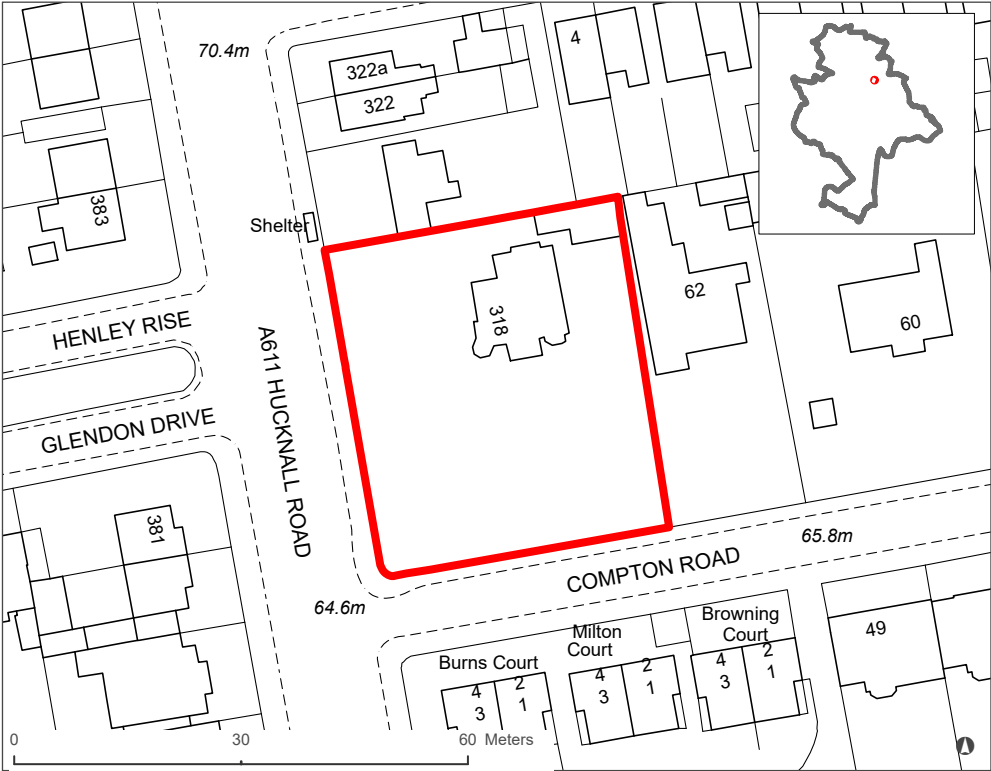 70.4m
322a
322
4
383
Shelter
318
62
60
HENLEY RISE
A611 HUCKNALL ROAD
GLENDON DRIVE
381
65.8m
COMPTON ROAD
64.6m
Burns Court
4
3
2
1
Milton
Court
4
3
2
1
Browning
Court
4
3
2
1
49
0 30 60 Meters